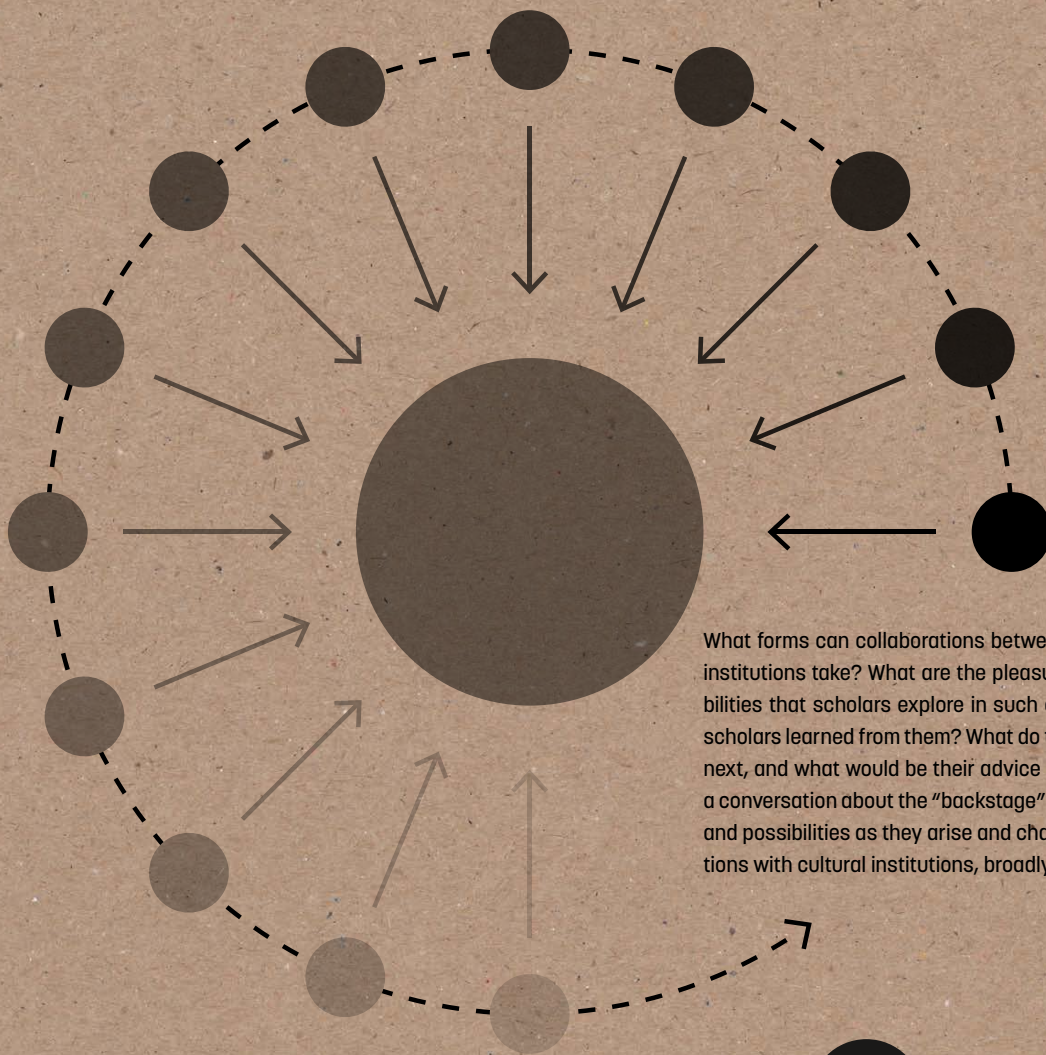 What forms can collaborations betwe
institutions take? What are the pleasu
bilities that scholars explore in such
scholars learned from them? What do
next, and what would be their advice
a conversation about the “backstage”
and possibilities as they arise and cha
tions with cultural institutions, broadly